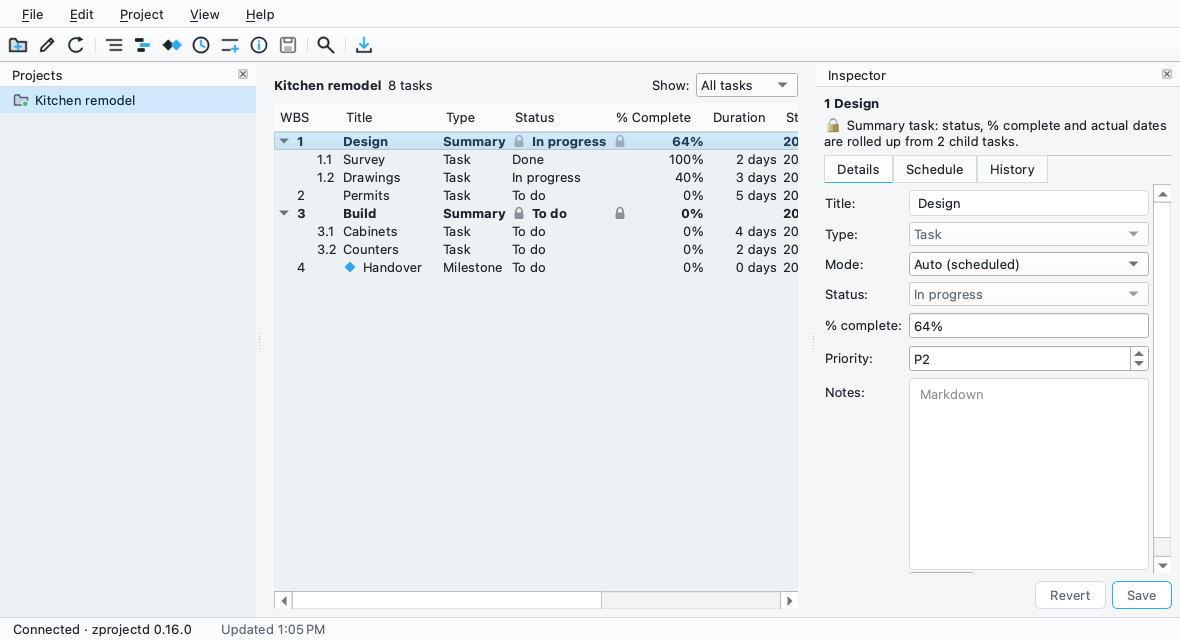 File Edit Project View Help
Projects
Kitchen remodel
Kitchen remodel 8 tasks Show: All tasks
WBS Title Type Status % Complete Duration St
1 Design Summary In progress 64% 20
1.1 Survey Task Done 100% 2 days 20
1.2 Drawings Task In progress 40% 3 days 20
2 Permits Task To do 0% 5 days 20
3 Build Summary To do 0% 20
3.1 Cabinets Task To do 0% 4 days 20
3.2 Counters Task To do 0% 2 days 20
4 Handover Milestone To do 0% 0 days 20
Inspector
1 Design
Summary task: status, % complete and actual dates
are rolled up from 2 child tasks.
Details Schedule History
Title: Design
Type: Task
Mode: Auto (scheduled)
Status: In progress
% complete: 64%
Priority: P2
Notes: Markdown
Revert Save
Connected · zprojectd 0.16.0 Updated 1:05 PM